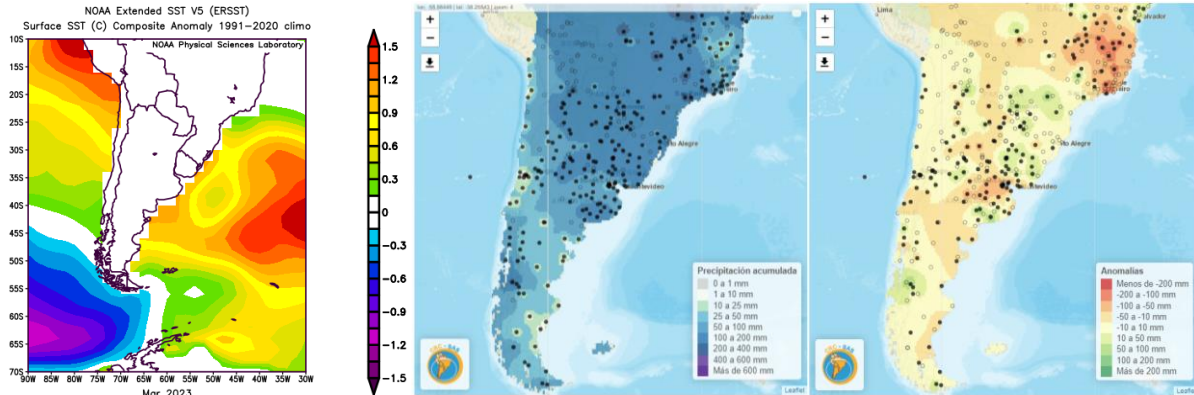 NOAA Extended SST V5 (ERSST)
Surface SST (C) Composite Anomaly 1991-2020 climo
NOAA Physical Sciences Laboratory
10S
15S
20S
25S
30S
35S
40S
45S
50S
55S
60S
65S
70S
90W 85W 80W 75W 70W 65W 60W 55W 50W 45W 40W 35W 30W
Mar 2023
1.5
1.2
0.9
0.6
0.3
0
-0.3
-0.6
-0.9
-1.2
-1.5
+
−
Montevideo
Precipitación acumulada
0 a 1 mm
1 a 10 mm
10 a 25 mm
25 a 50 mm
50 a 100 mm
100 a 200 mm
200 a 400 mm
400 a 600 mm
Más de 600 mm
Leaflet
+
−
Lima
Anomalías
Menos de -200 mm
-200 a -100 mm
-100 a -50 mm
-50 a -10 mm
-10 a 10 mm
10 a 50 mm
50 a 100 mm
100 a 200 mm
Más de 200 mm
Leaflet